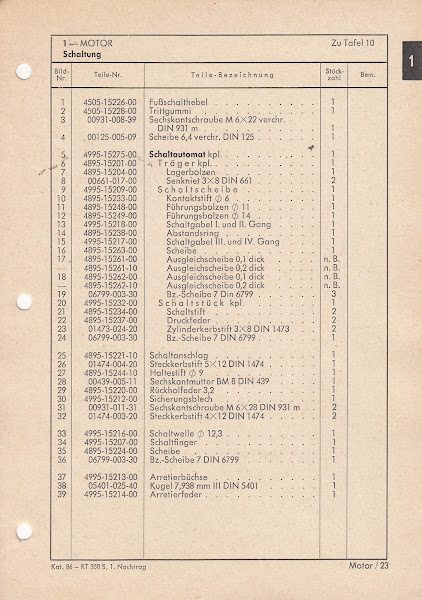 1 — MOTOR Zu Tafel 10
Schaltung
1
Bild-Nr. Teile-Nr. Teile-Bezeichnung Stück-zahl Bem.
1 4505-15226-00 Fußschalthebel 1
2 4505-15228-00 Trittgummi 1
3 00931-008-39 Sechskantschraube M 6×22 verchr.
DIN 931 m 1
4 00125-005-09 Scheibe 6,4 verchr. DIN 125 1
5 4995-15275-00 Schaltautomat kpl. 1
6 4895-15201-00 Träger kpl. 1
7 4895-15204-00 Lagerbolzen 1
8 00661-017-00 Senkniet 3×8 DIN 661 2
9 4895-15209-00 Schaltscheibe 1
10 4895-15233-00 Kontaktstift ∅ 6 1
11 4895-15248-00 Führungsbolzen ∅ 11 1
12 4895-15249-00 Führungsbolzen ∅ 14 1
13 4995-15218-00 Schaltgabel I. und II. Gang 1
14 4895-15238-00 Abstandsring 1
15 4995-15217-00 Schaltgabel III. und IV. Gang 1
16 4995-15263-00 Scheibe 1
17 4895-15261-00 Ausgleichscheibe 0,1 dick n. B.
— 4895-15261-10 Ausgleichscheibe 0,2 dick n. B.
18 4895-15262-00 Ausgleichscheibe 0,1 dick n. B.
— 4895-15262-10 Ausgleichscheibe 0,2 dick n. B.
19 06799-003-30 Bz.-Scheibe 7 Din 6799 3
20 4995-15232-00 Schaltstück kpl. 1
21 4895-15234-00 Schaltstift 2
22 4895-15237-00 Druckfeder 2
23 01473-024-20 Zylinderkerbstift 3×8 DIN 1473 2
24 06799-003-30 Bz.-Scheibe 7 DIN 6799 1
25 4895-15221-10 Schaltanschlag 1
26 01474-004-20 Steckkerbstift 5×12 DIN 1474 1
27 4895-15244-10 Haltestift ∅ 9 1
28 00439-005-11 Sechskantmutter BM 8 DIN 439 1
29 4895-15220-00 Rückholfeder 3,2 1
30 4995-15212-00 Sicherungsblech 1
31 00931-011-31 Sechskantschraube M 6×28 DIN 931 m 2
32 01474-003-20 Steckkerbstift 4×12 DIN 1474 2
33 4995-15216-00 Schaltwelle ∅ 12,3 1
34 4995-15207-00 Schaltfinger 1
35 4895-15224-00 Scheibe 1
36 06799-003-30 Bz.-Scheibe 7 DIN 6799 1
37 4995-15213-00 Arretierbüchse 1
38 05401-025-40 Kugel 7,938 mm III DIN 5401 1
39 4995-15214-00 Arretierfeder 1
Kat. 86 – RT 350 S, 1. Nachtrag Motor / 23